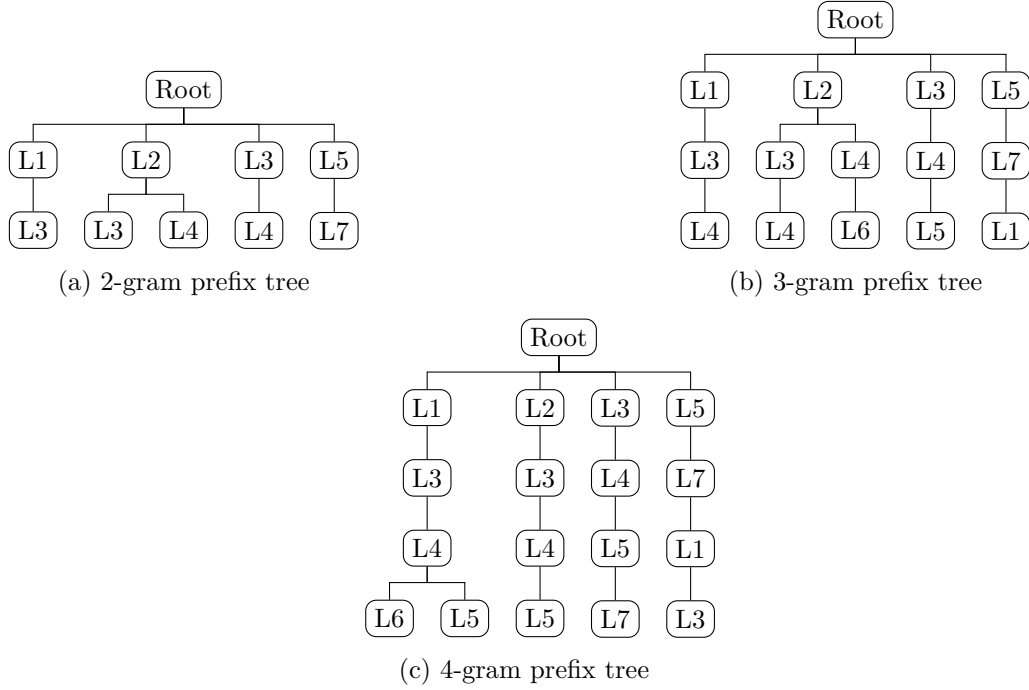 Root
L1 L2 L3 L5
L3 L3 L4 L4 L7
(a) 2-gram prefix tree
Root
L1 L2 L3 L5
L3 L3 L4 L4 L7
L4 L4 L6 L5 L1
(b) 3-gram prefix tree
Root
L1 L2 L3 L5
L3 L3 L4 L7
L4 L4 L5 L1
L6 L5 L5 L7 L3
(c) 4-gram prefix tree